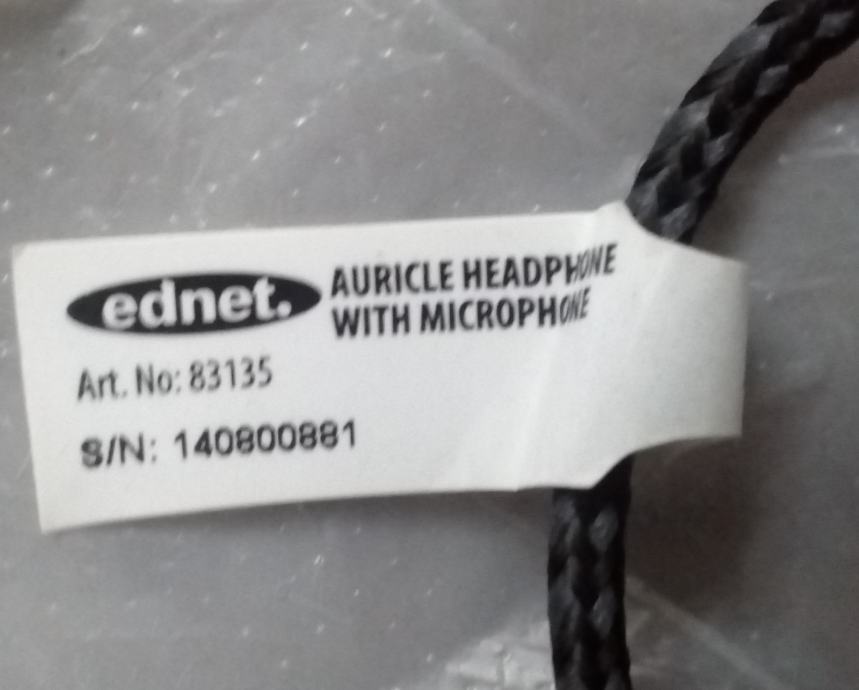 ednet.
AURICLE HEADPHONE
WITH MICROPHONE
Art. No: 83135
S/N: 140800881